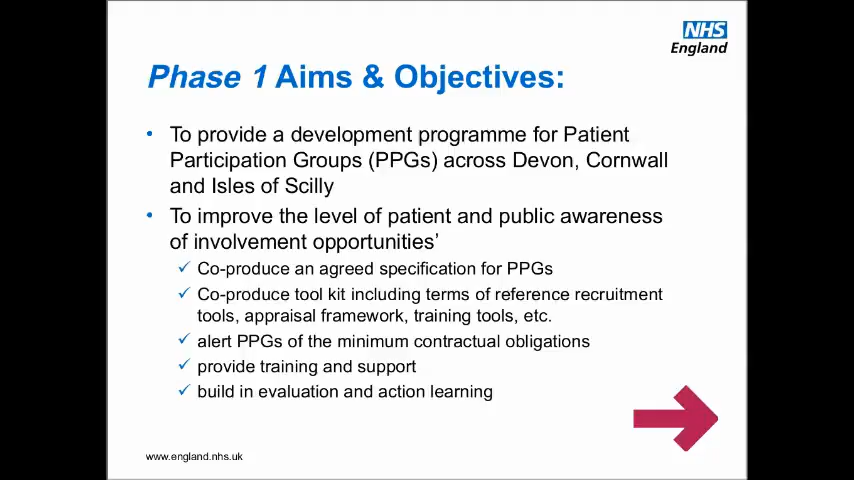 NHS
England
Phase 1 Aims & Objectives:
• To provide a development programme for Patient
Participation Groups (PPGs) across Devon, Cornwall
and Isles of Scilly
• To improve the level of patient and public awareness
of involvement opportunities’
✓ Co-produce an agreed specification for PPGs
✓ Co-produce tool kit including terms of reference recruitment
tools, appraisal framework, training tools, etc.
✓ alert PPGs of the minimum contractual obligations
✓ provide training and support
✓ build in evaluation and action learning
www.england.nhs.uk